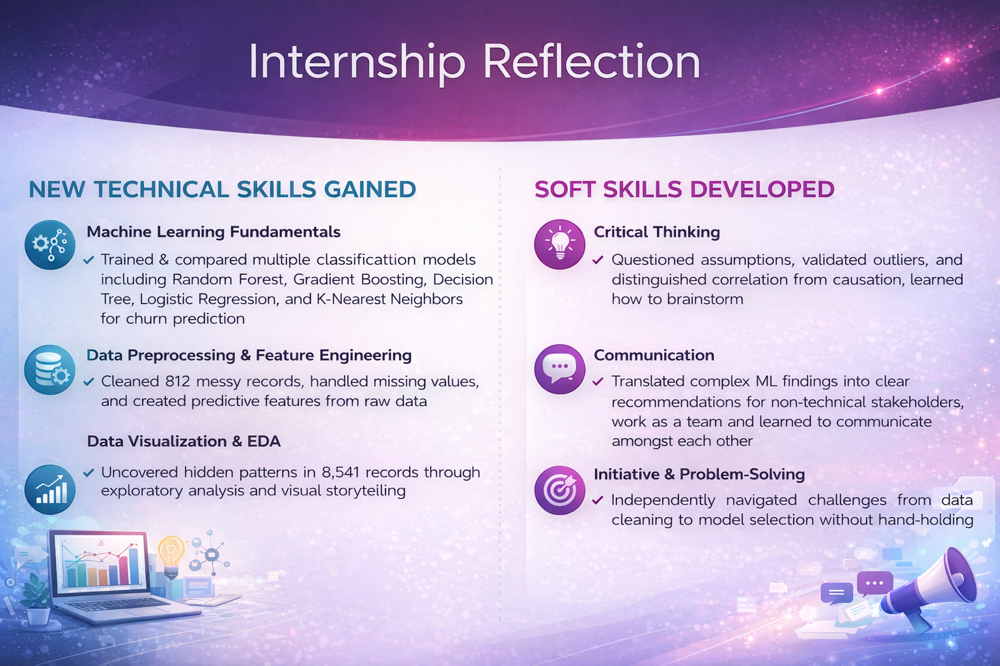 Internship Reflection
NEW TECHNICAL SKILLS GAINED
Machine Learning Fundamentals
✓ Trained & compared multiple classificattion models
including Random Forest, Gradient Boosting, Decision
Tree, Logistic Regression, and K-Nearest Neighbors
for churn prediction
Data Preprocessing & Feature Engineering
✓ Cleaned 812 messy records, handled missing values,
and created predictive features from raw data
Data Visualization & EDA
✓ Uncovered hidden patterns in 8,541 records through
exploratory analysis and visual storyteiling
SOFT SKILLS DEVELOPED
Critical Thinking
✓ Questioned assumptions, validated outliers, and
distinguished correlation from causation, learned
how to brainstorm
Communication
✓ Translated complex ML findings into clear
recommendations for non-technical stakeholders,
work as a team and learned to communicate
amongst each other
Initiative & Problem-Solving
✓ Independently navigated challenges from data
cleaning to model selection without hand-holding